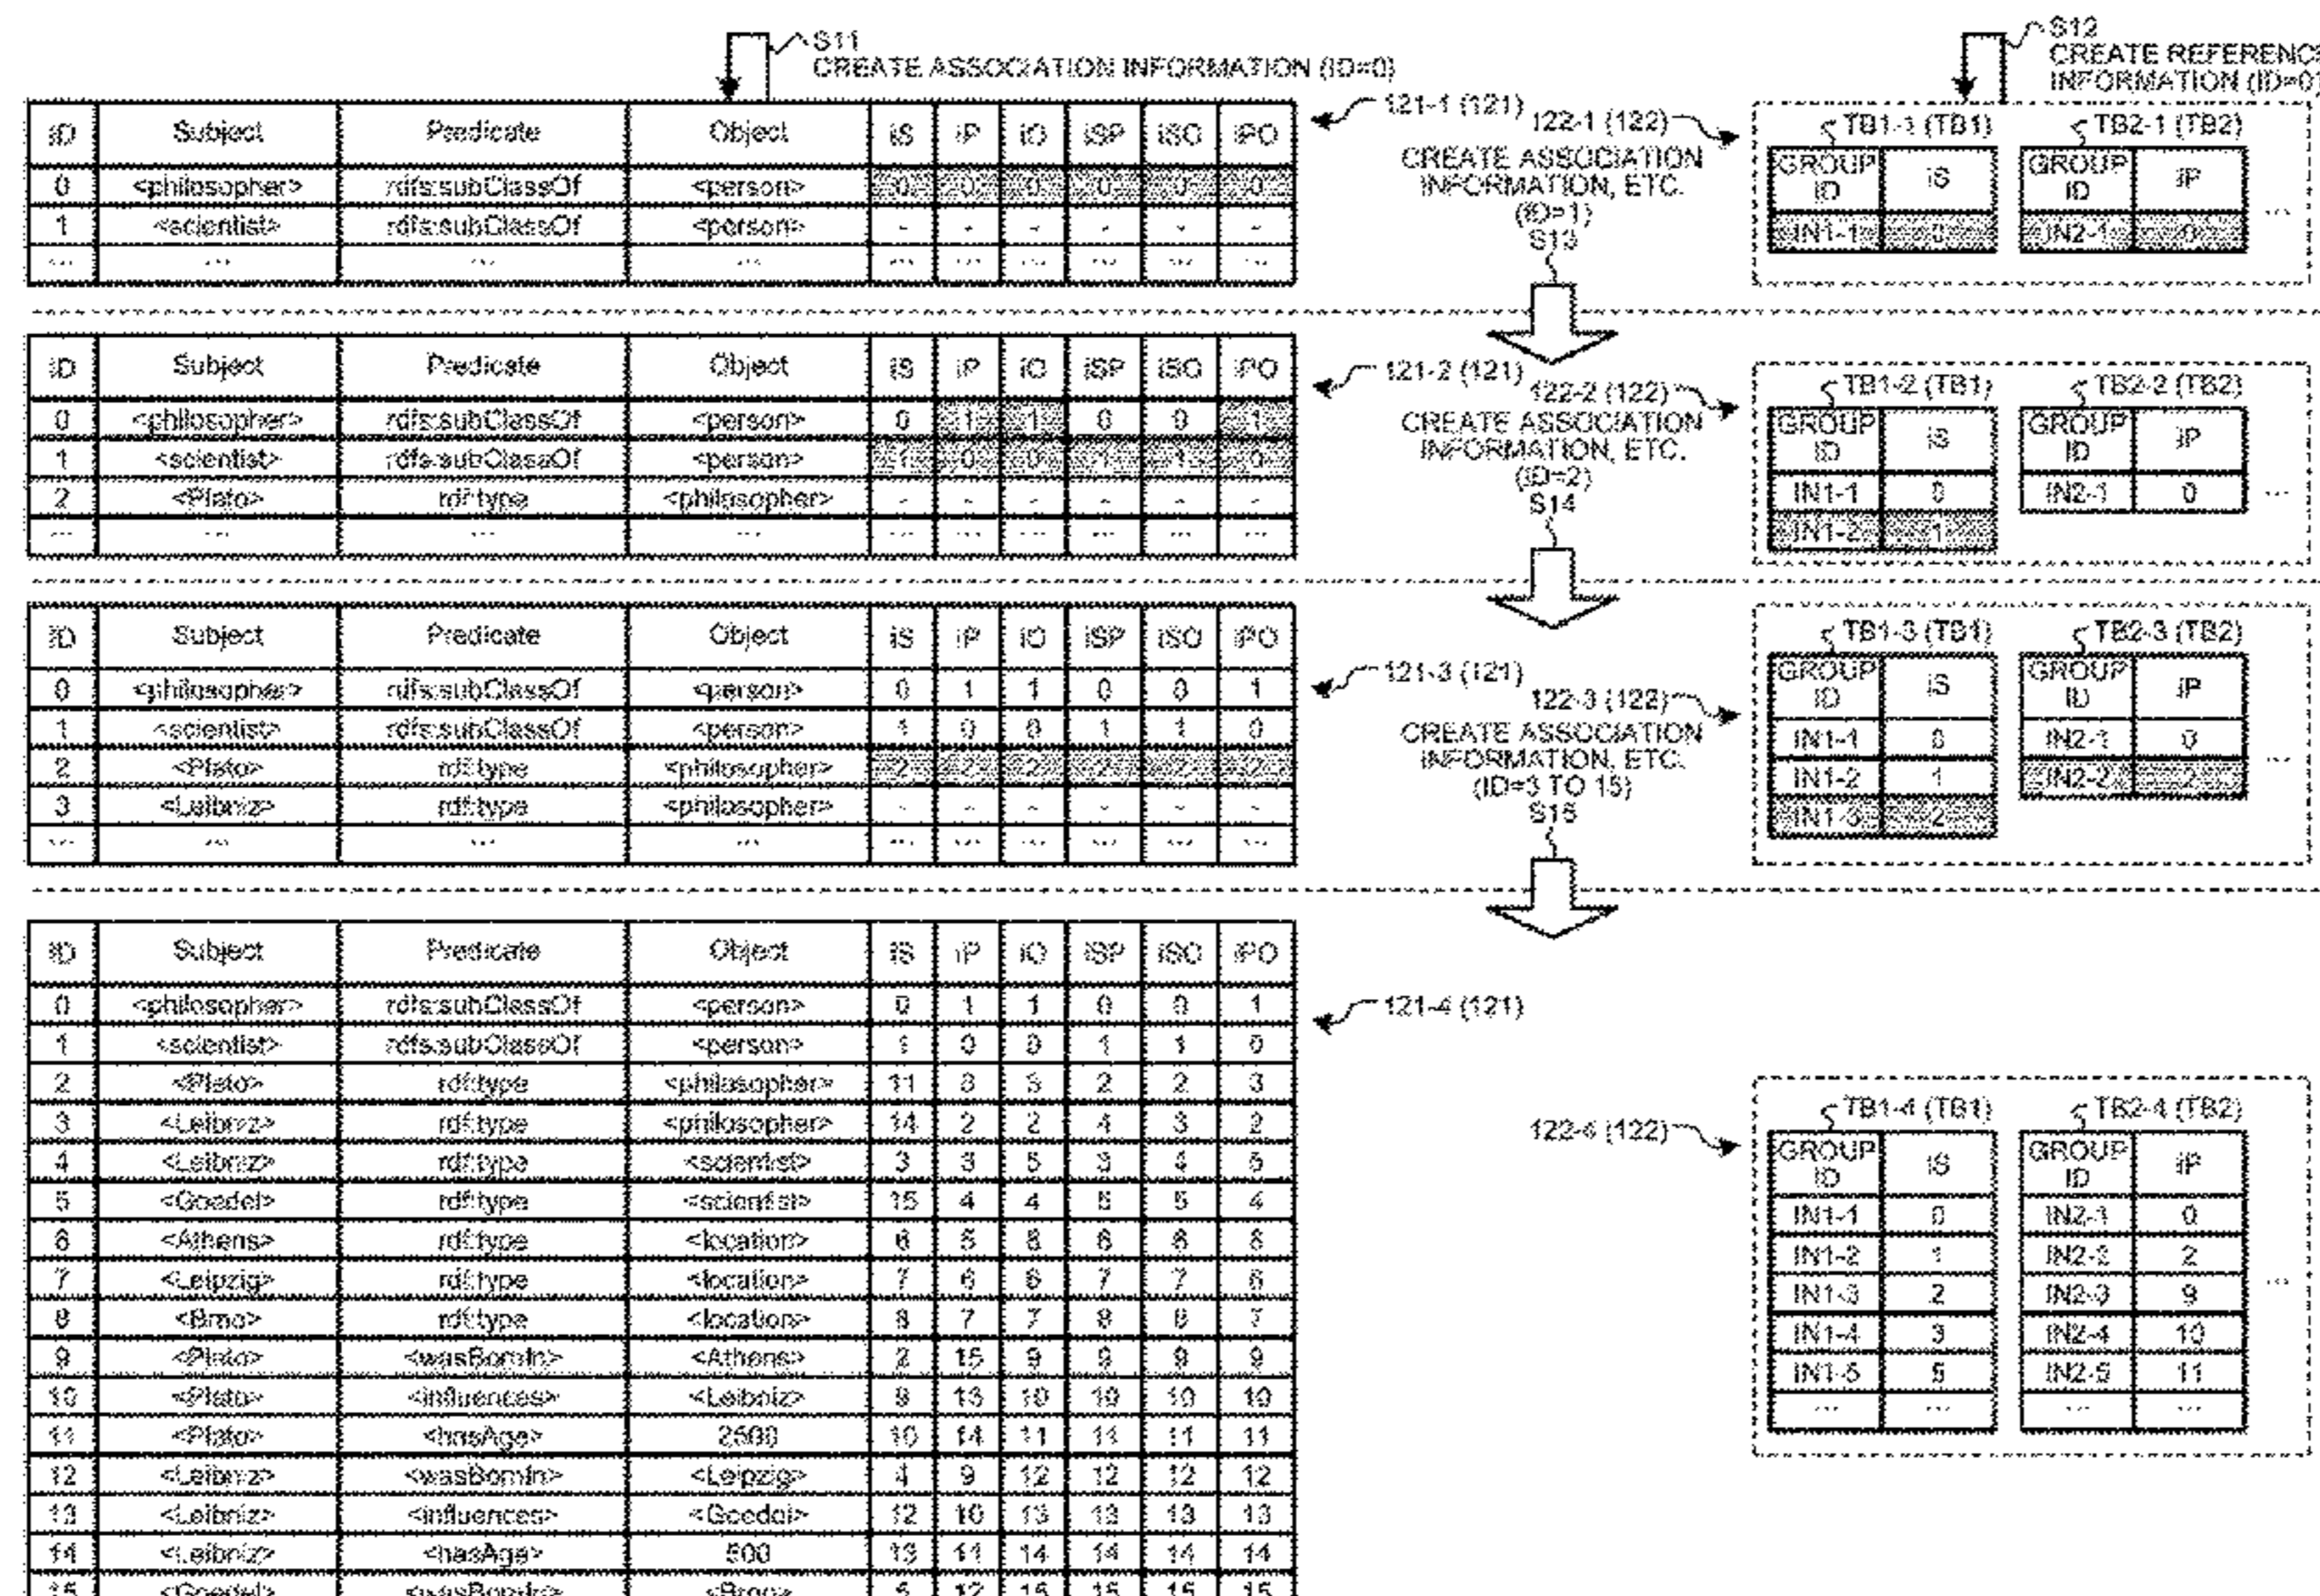 S11
CREATE ASSOCIATION INFORMATION (ID=0)
S12
CREATE REFERENCE
INFORMATION (ID=0)
ID Subject Predicate Object iS iP iO iSP iSO iPO
0 <philosopher> rdfs:subClassOf <person> 0 0 0 0 0 0
1 <scientist> rdfs:subClassOf <person> - - - - - -
... ... ... ... ... ... ... ... ... ...
121-1 (121)
122-1 (122)
CREATE ASSOCIATION
INFORMATION, ETC.
(ID=1)
S13
TB1-1 (TB1)
GROUP ID iS
IN1-1 0
TB2-1 (TB2)
GROUP ID iP
IN2-1 0
...
ID Subject Predicate Object iS iP iO iSP iSO iPO
0 <philosopher> rdfs:subClassOf <person> 0 1 1 0 0 1
1 <scientist> rdfs:subClassOf <person> 1 0 0 1 1 0
2 <Plato> rdf:type <philosopher> - - - - - -
... ... ... ... ... ... ... ... ... ...
121-2 (121)
122-2 (122)
CREATE ASSOCIATION
INFORMATION, ETC.
(ID=2)
S14
TB1-2 (TB1)
GROUP ID iS
IN1-1 0
IN1-2 1
TB2-2 (TB2)
GROUP ID iP
IN2-1 0
...
ID Subject Predicate Object iS iP iO iSP iSO iPO
0 <philosopher> rdfs:subClassOf <person> 0 1 1 0 0 1
1 <scientist> rdfs:subClassOf <person> 1 0 0 1 1 0
2 <Plato> rdf:type <philosopher> 2 2 2 2 2 2
3 <Leibniz> rdf:type <philosopher> - - - - - -
... ... ... ... ... ... ... ... ... ...
121-3 (121)
122-3 (122)
CREATE ASSOCIATION
INFORMATION, ETC.
(ID=3 TO 15)
S15
TB1-3 (TB1)
GROUP ID iS
IN1-1 0
IN1-2 1
IN1-3 2
TB2-3 (TB2)
GROUP ID iP
IN2-1 0
IN2-2 2
...
ID Subject Predicate Object iS iP iO iSP iSO iPO
0 <philosopher> rdfs:subClassOf <person> 0 1 1 0 0 1
1 <scientist> rdfs:subClassOf <person> 1 0 0 1 1 0
2 <Plato> rdf:type <philosopher> 11 8 3 2 2 3
3 <Leibniz> rdf:type <philosopher> 14 2 2 4 3 2
4 <Leibniz> rdf:type <scientist> 3 3 5 3 4 5
5 <Goedel> rdf:type <scientist> 15 4 4 5 5 4
6 <Athens> rdf:type <location> 6 5 8 6 6 8
7 <Leipzig> rdf:type <location> 7 6 6 7 7 6
8 <Brno> rdf:type <location> 8 7 7 8 8 7
9 <Plato> <wasBornIn> <Athens> 2 15 9 9 9 9
10 <Plato> <influences> <Leibniz> 9 13 10 10 10 10
11 <Plato> <hasAge> 2500 10 14 11 11 11 11
12 <Leibniz> <wasBornIn> <Leipzig> 4 9 12 12 12 12
13 <Leibniz> <influences> <Goedel> 12 10 13 13 13 13
14 <Leibniz> <hasAge> 500 13 11 14 14 14 14
15 <Goedel> <wasBornIn> <Brno> 5 12 15 15 15 15
121-4 (121)
122-4 (122)
TB1-4 (TB1)
GROUP ID iS
IN1-1 0
IN1-2 1
IN1-3 2
IN1-4 3
IN1-5 5
... ...
TB2-4 (TB2)
GROUP ID iP
IN2-1 0
IN2-2 2
IN2-3 9
IN2-4 10
IN2-5 11
... ...
...